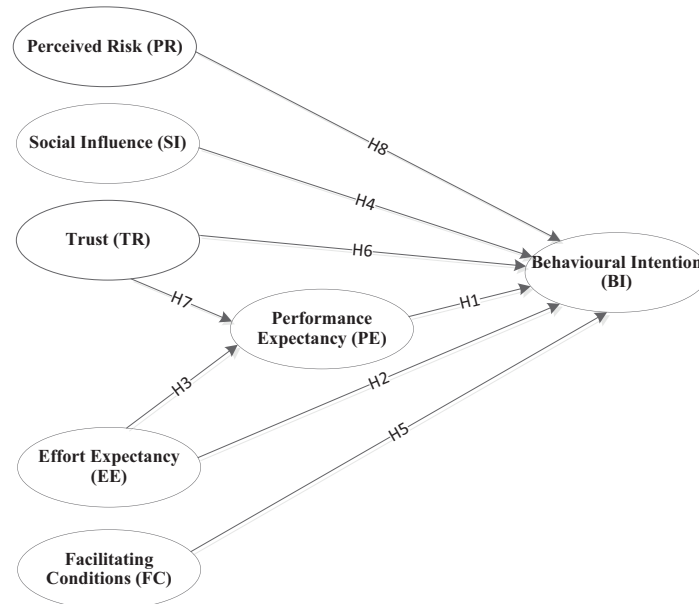 Perceived Risk (PR)
H8
Social Influence (SI)
H4
Trust (TR)
H6
Behavioural Intention
(BI)
H7
H1
Performance
Expectancy (PE)
H3
H2
H5
Effort Expectancy
(EE)
Facilitating
Conditions (FC)